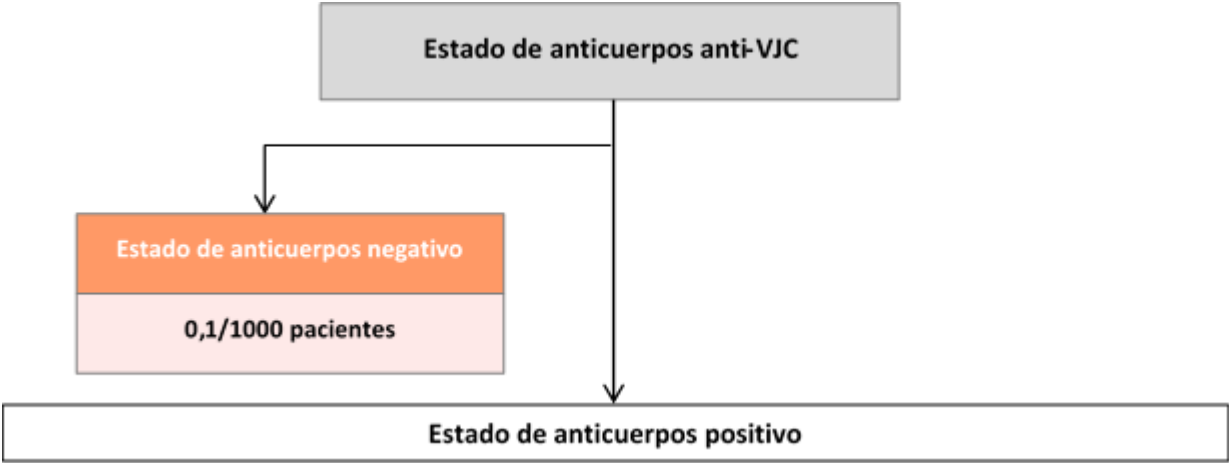 Estado de anticuerpos anti-VJC
Estado de anticuerpos negativo
0,1/1000 pacientes
Estado de anticuerpos positivo